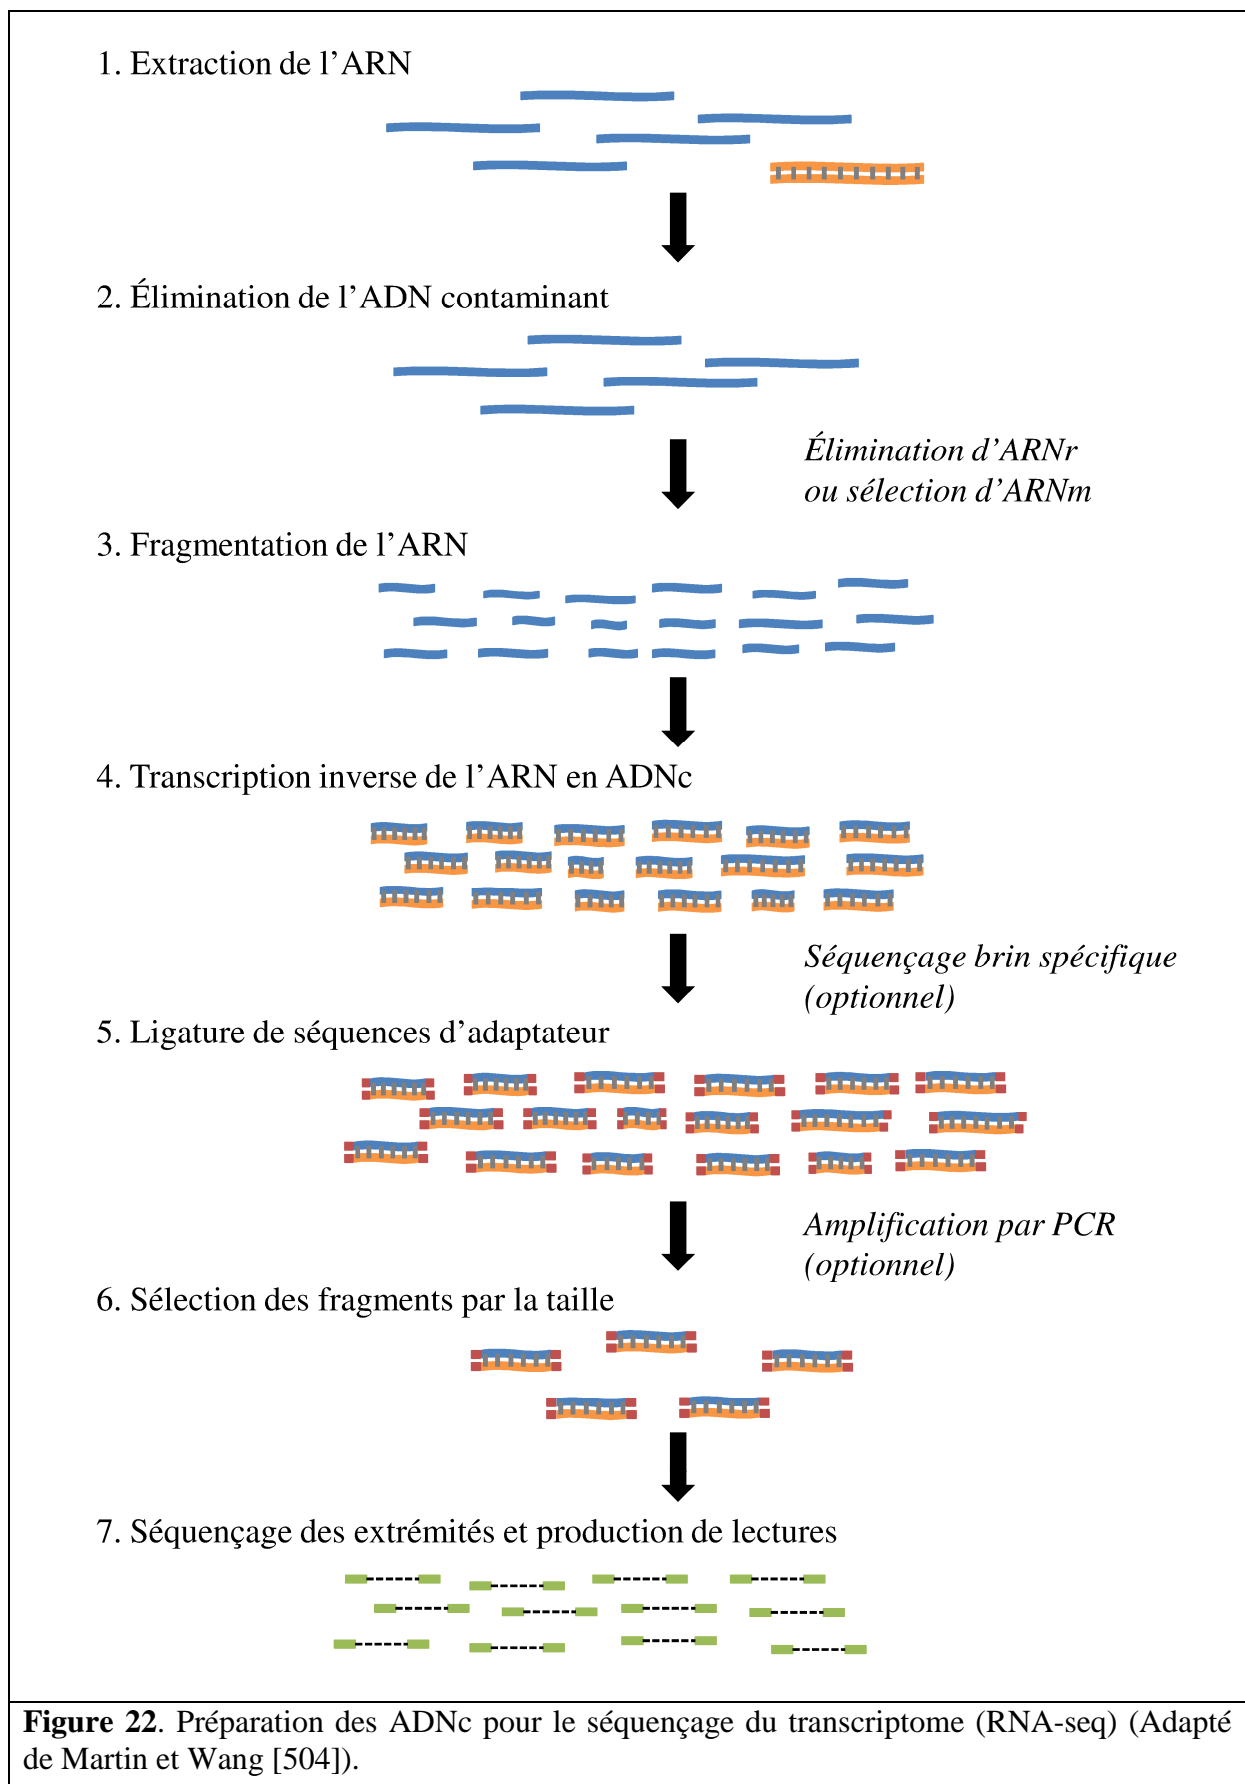 1. Extraction de l’ARN
2. Élimination de l’ADN contaminant
Élimination d’ARNr
ou sélection d’ARNm
3. Fragmentation de l’ARN
4. Transcription inverse de l’ARN en ADNc
Séquençage brin spécifique
(optionnel)
5. Ligature de séquences d’adaptateur
Amplification par PCR
(optionnel)
6. Sélection des fragments par la taille
7. Séquençage des extrémités et production de lectures
Figure 22. Préparation des ADNc pour le séquençage du transcriptome (RNA-seq) (Adapté
de Martin et Wang [504]).